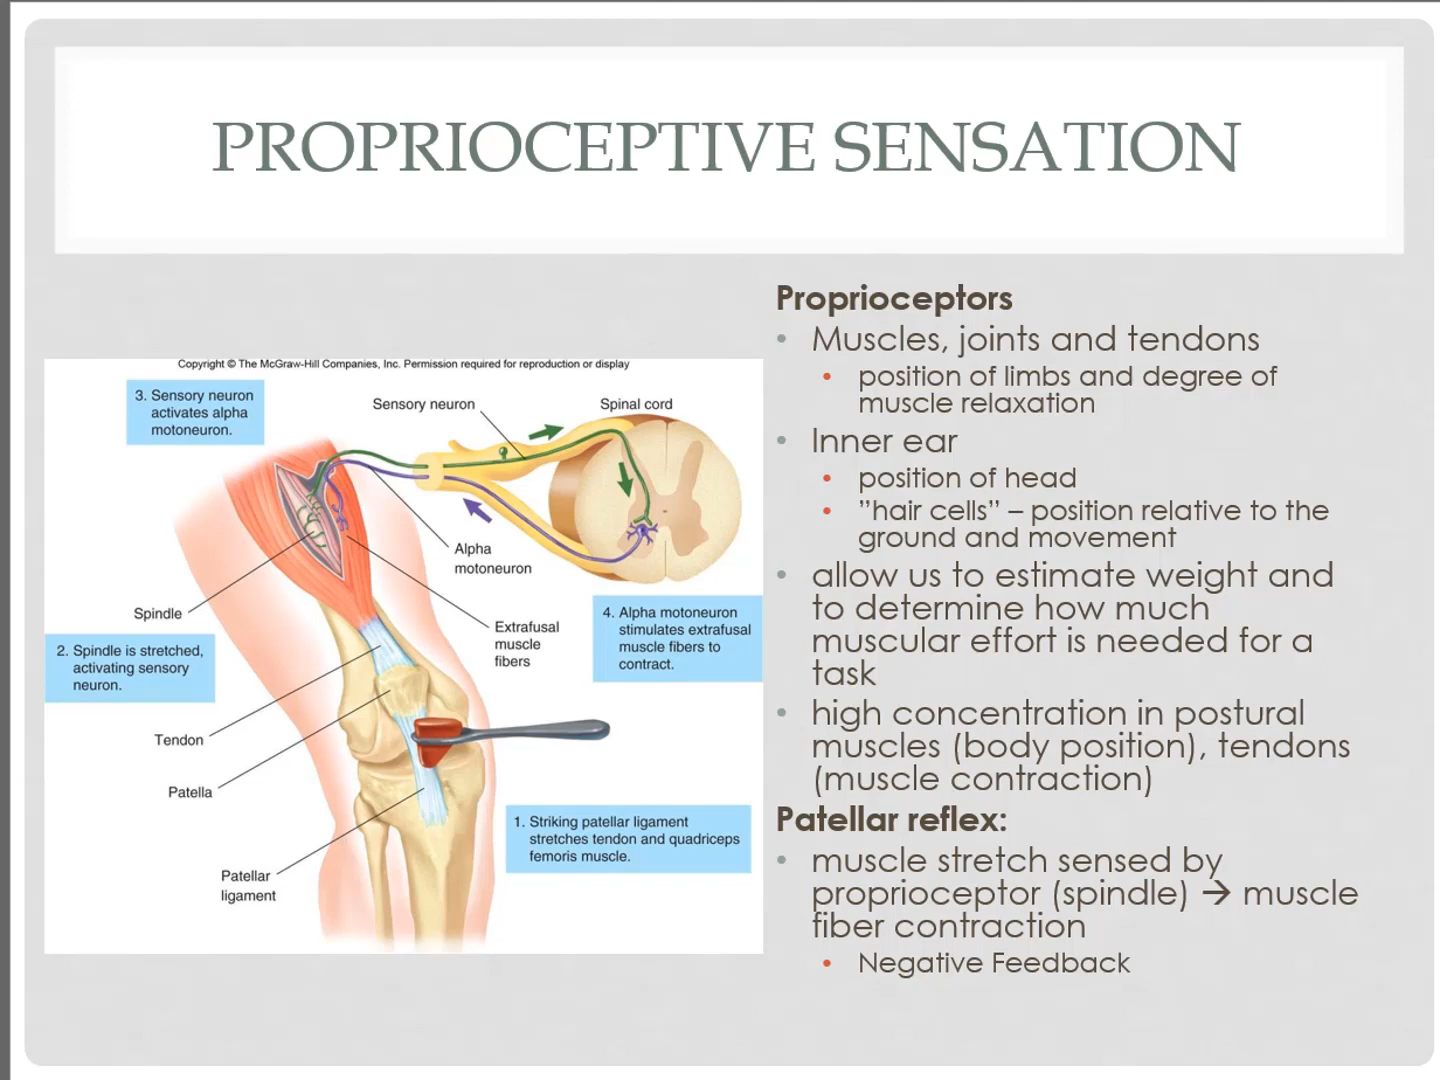 PROPRIOCEPTIVE SENSATION
Copyright © The McGraw-Hill Companies, Inc. Permission required for reproduction or display
3. Sensory neuron
activates alpha
motoneuron.
Sensory neuron
Spinal cord
Alpha
motoneuron
Spindle
2. Spindle is stretched,
activating sensory
neuron.
Extrafusal
muscle
fibers
4. Alpha motoneuron
stimulates extrafusal
muscle fibers to
contract.
Tendon
Patella
1. Striking patellar ligament
stretches tendon and quadriceps
femoris muscle.
Patellar
ligament
Proprioceptors
• Muscles, joints and tendons
• position of limbs and degree of
muscle relaxation
• Inner ear
• position of head
• ”hair cells” – position relative to the
ground and movement
• allow us to estimate weight and
to determine how much
muscular effort is needed for a
task
• high concentration in postural
muscles (body position), tendons
(muscle contraction)
Patellar reflex:
• muscle stretch sensed by
proprioceptor (spindle) → muscle
fiber contraction
• Negative Feedback